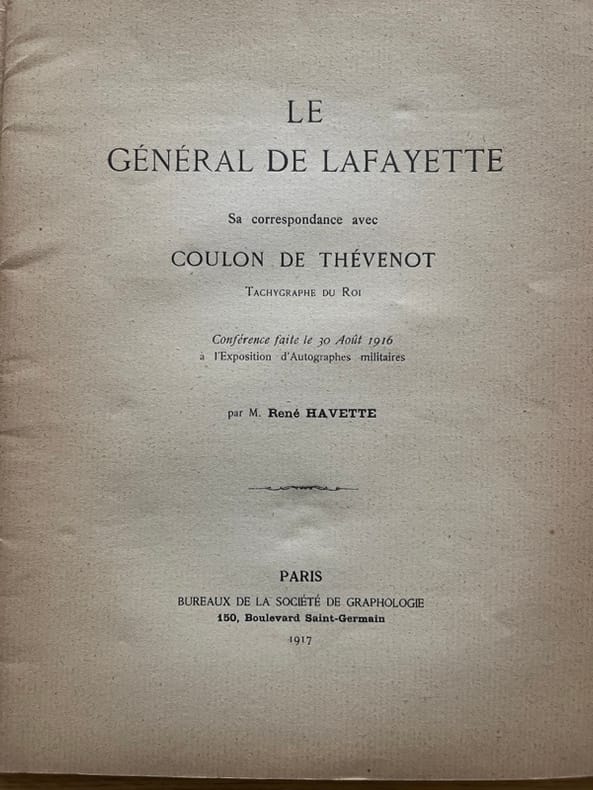 LE
GÉNÉRAL DE LAFAYETTE
Sa correspondance avec
COULON DE THÉVENOT
TACHYGRAPHE DU ROI
Conférence faite le 30 Août 1916
à l'Exposition d'Autographes militaires
par M. René HAVETTE
PARIS
BUREAUX DE LA SOCIÉTÉ DE GRAPHOLOGIE
150, Boulevard Saint-Germain
1917